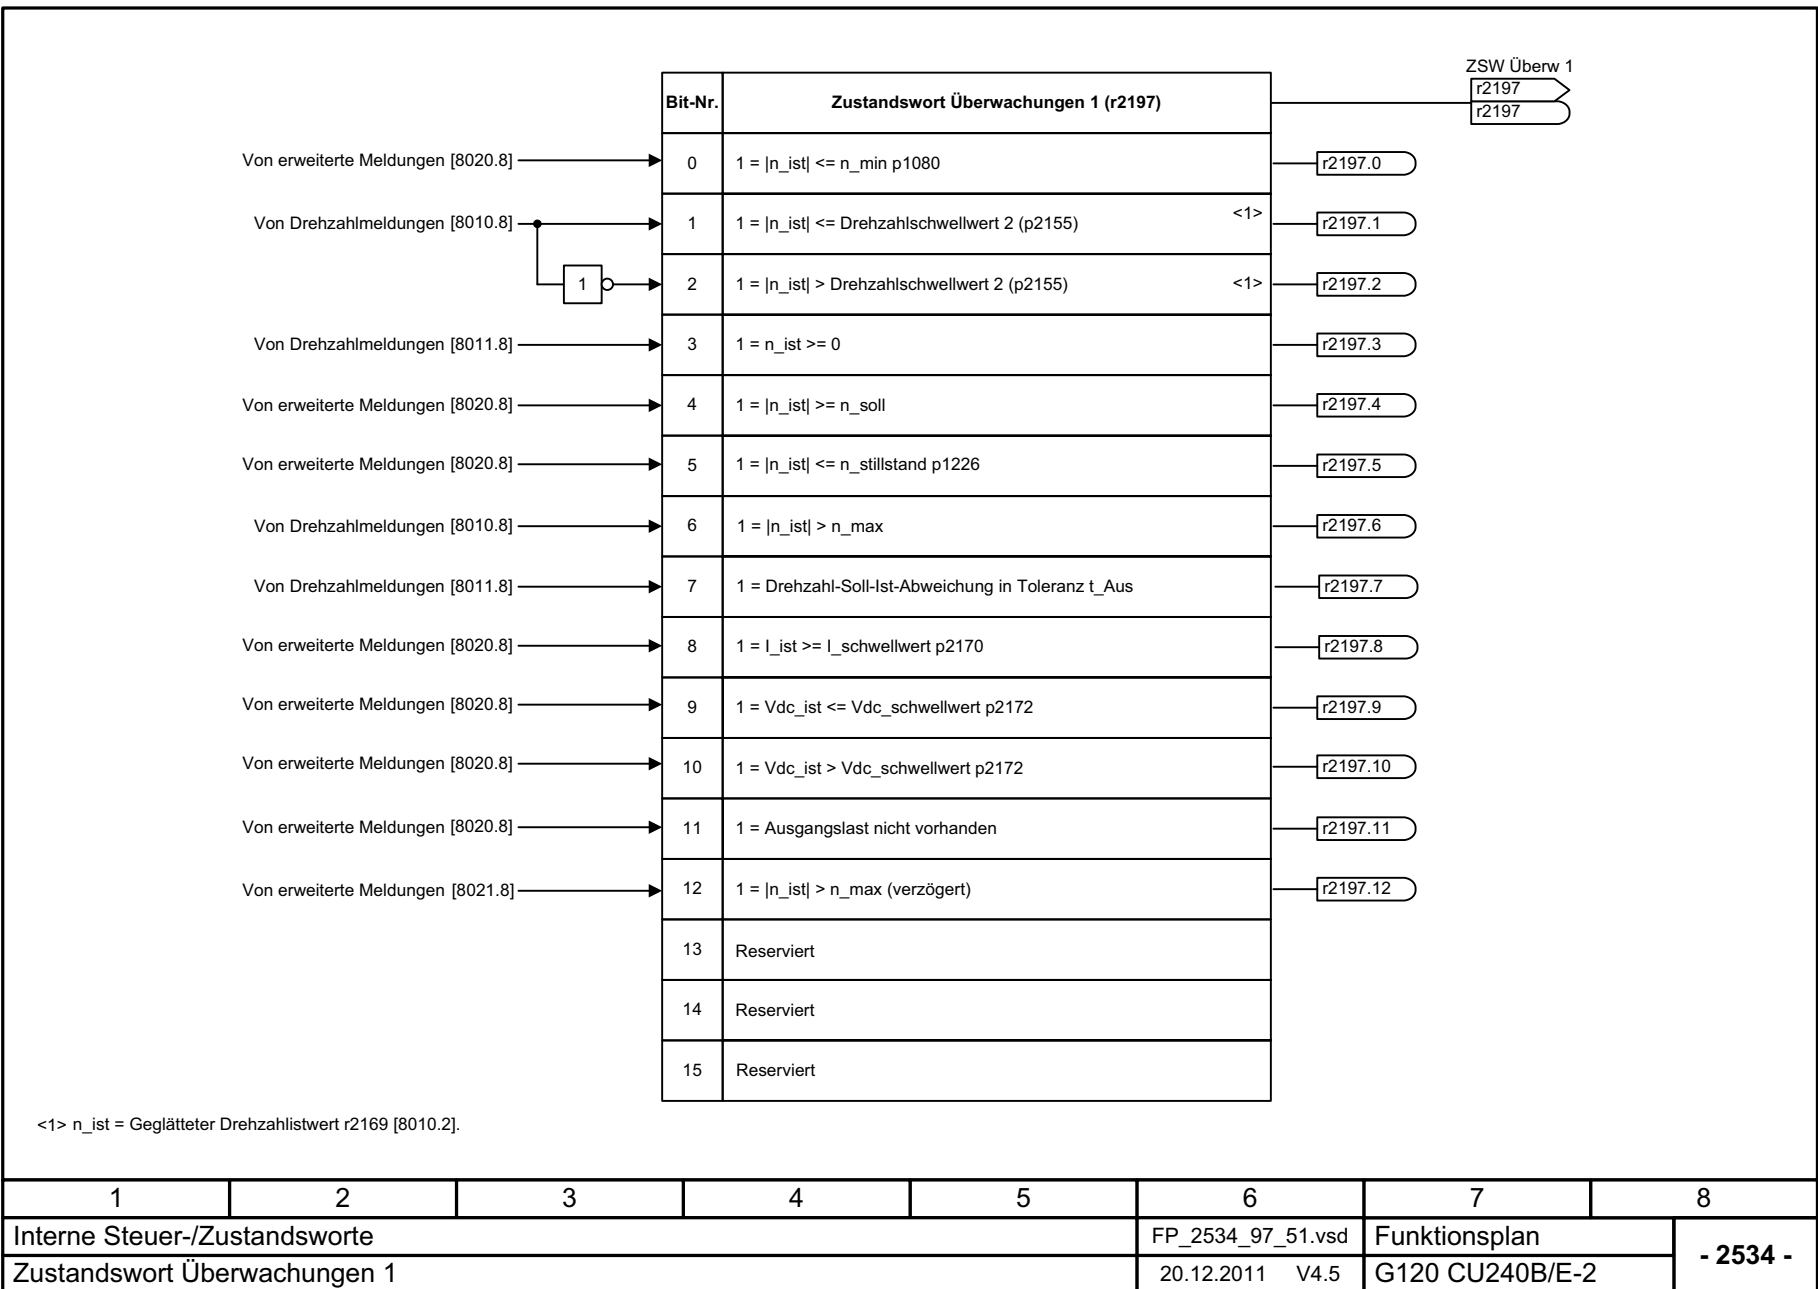 ZSW Überw 1
Bit-Nr. Zustandswort Überwachungen 1 (r2197) r2197
r2197
Von erweiterte Meldungen [8020.8] 0 1 = |n_ist| <= n_min p1080 r2197.0
Von Drehzahlmeldungen [8010.8] 1 1 = |n_ist| <= Drehzahlschwellwert 2 (p2155) <1> r2197.1
1 2 1 = |n_ist| > Drehzahlschwellwert 2 (p2155) <1> r2197.2
Von Drehzahlmeldungen [8011.8] 3 1 = n_ist >= 0 r2197.3
Von erweiterte Meldungen [8020.8] 4 1 = |n_ist| >= n_soll r2197.4
Von erweiterte Meldungen [8020.8] 5 1 = |n_ist| <= n_stillstand p1226 r2197.5
Von Drehzahlmeldungen [8010.8] 6 1 = |n_ist| > n_max r2197.6
Von Drehzahlmeldungen [8011.8] 7 1 = Drehzahl-Soll-Ist-Abweichung in Toleranz t_Aus r2197.7
Von erweiterte Meldungen [8020.8] 8 1 = I_ist >= I_schwellwert p2170 r2197.8
Von erweiterte Meldungen [8020.8] 9 1 = Vdc_ist <= Vdc_schwellwert p2172 r2197.9
Von erweiterte Meldungen [8020.8] 10 1 = Vdc_ist > Vdc_schwellwert p2172 r2197.10
Von erweiterte Meldungen [8020.8] 11 1 = Ausgangslast nicht vorhanden r2197.11
Von erweiterte Meldungen [8021.8] 12 1 = |n_ist| > n_max (verzögert) r2197.12
13 Reserviert
14 Reserviert
15 Reserviert
<1> n_ist = Geglätteter Drehzahlistwert r2169 [8010.2].
1 2 3 4 5 6 7 8
Interne Steuer-/Zustandsworte FP_2534_97_51.vsd Funktionsplan - 2534 -
Zustandswort Überwachungen 1 20.12.2011 V4.5 G120 CU240B/E-2